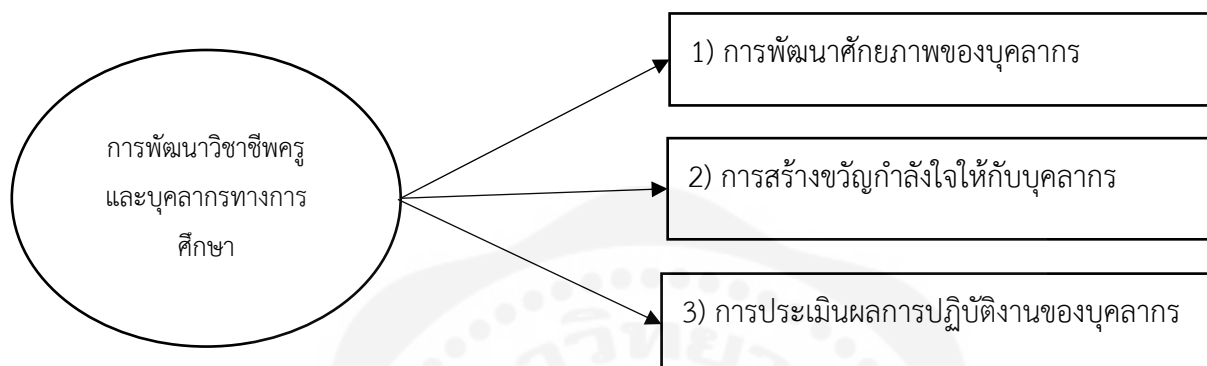 การพัฒนาวิชาชีพครู
และบุคลากรทางการ
ศึกษา
1) การพัฒนาศักยภาพของบุคลากร
2) การสร้างขวัญกำลังใจให้กับบุคลากร
3) การประเมินผลการปฏิบัติงานของบุคลากร